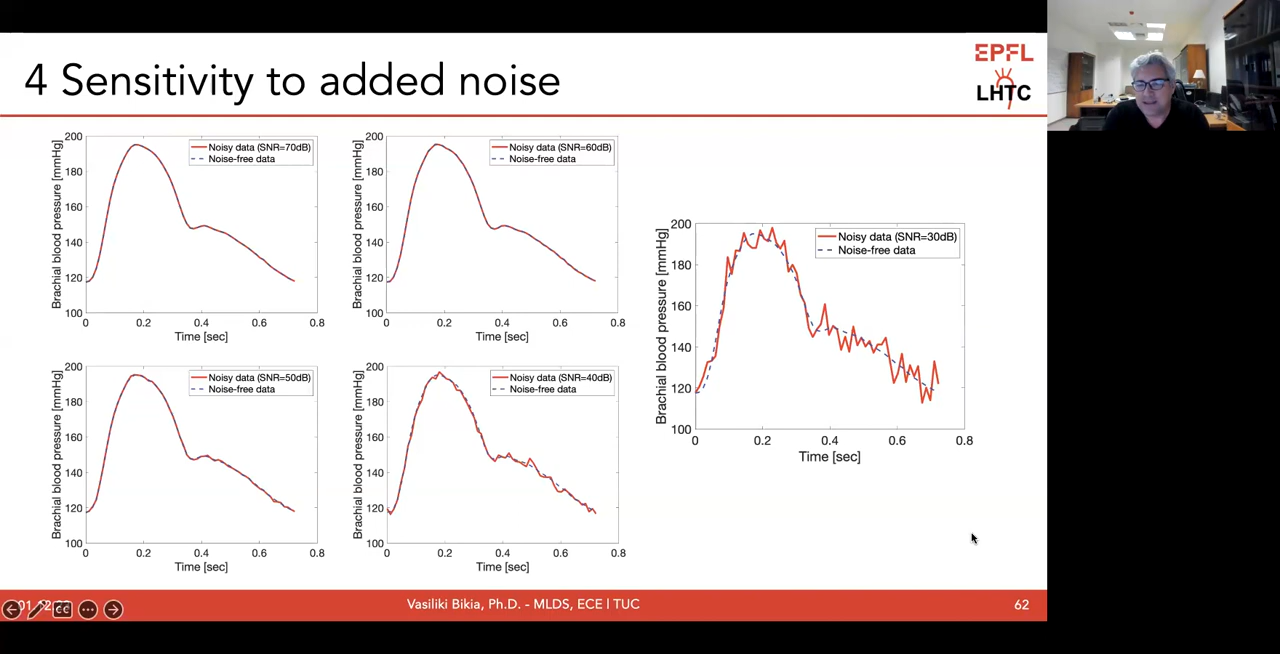 4 Sensitivity to added noise
EPFL
LHTC
Brachial blood pressure [mmHg]
200
180
160
140
120
100
Noisy data (SNR=70dB)
Noise-free data
0 0.2 0.4 0.6 0.8
Time [sec]
Brachial blood pressure [mmHg]
200
180
160
140
120
100
Noisy data (SNR=60dB)
Noise-free data
0 0.2 0.4 0.6 0.8
Time [sec]
Brachial blood pressure [mmHg]
200
180
160
140
120
100
Noisy data (SNR=30dB)
Noise-free data
0 0.2 0.4 0.6 0.8
Time [sec]
Brachial blood pressure [mmHg]
200
180
160
140
120
100
Noisy data (SNR=50dB)
Noise-free data
0 0.2 0.4 0.6 0.8
Time [sec]
Brachial blood pressure [mmHg]
200
180
160
140
120
100
Noisy data (SNR=40dB)
Noise-free data
0 0.2 0.4 0.6 0.8
Time [sec]
CC
Vasiliki Bikia, Ph.D. - MLDS, ECE | TUC
62